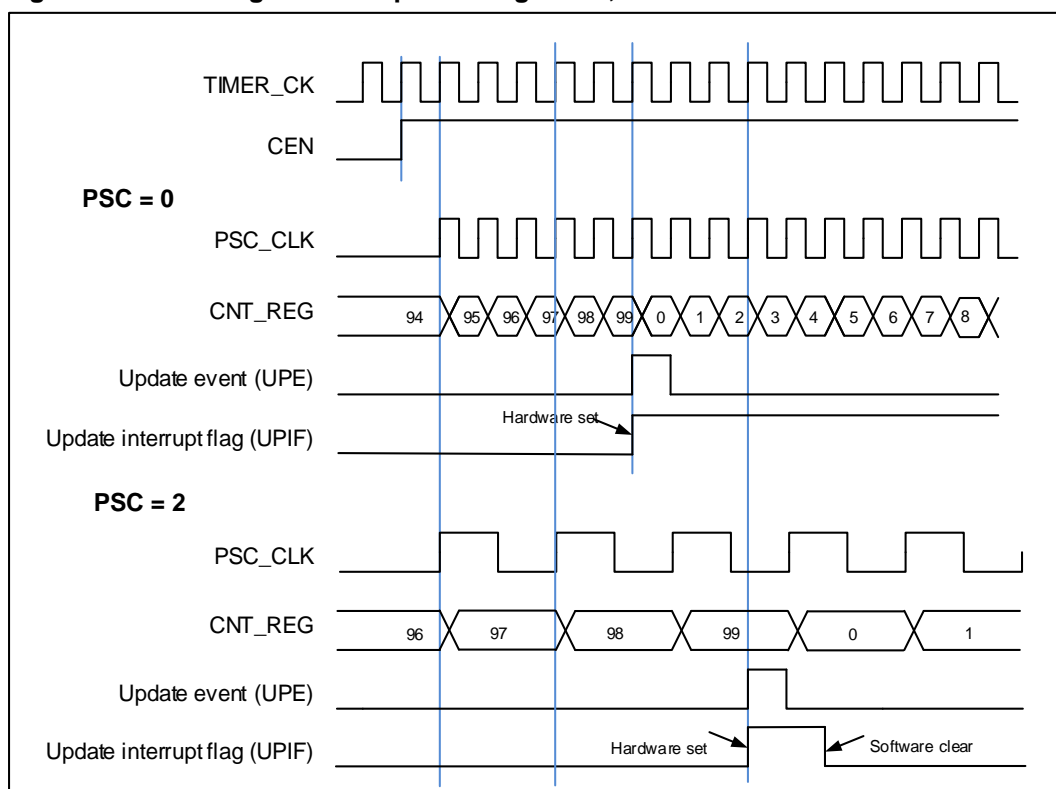 TIMER_CK
CEN
PSC = 0
PSC_CLK
CNT_REG 94 95 96 97 98 99 0 1 2 3 4 5 6 7 8
Update event (UPE)
Hardware set
Update interrupt flag (UPIF)
PSC = 2
PSC_CLK
CNT_REG 96 97 98 99 0 1
Update event (UPE)
Update interrupt flag (UPIF) Hardware set Software clear